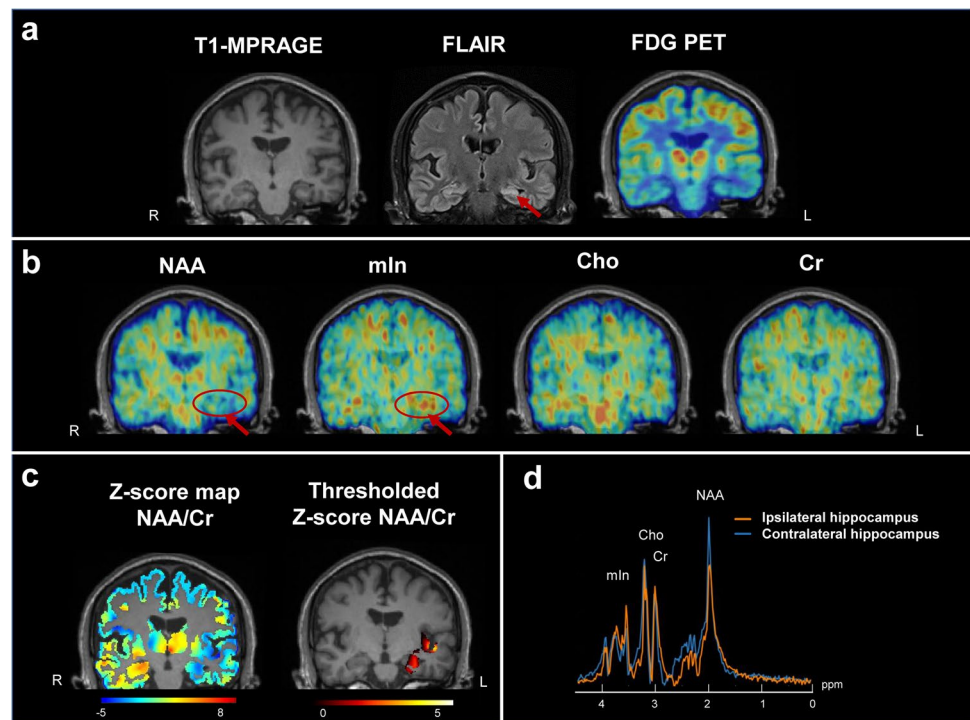 a
T1-MPRAGE
FLAIR
FDG PET
R
L
b
NAA
mIn
Cho
Cr
R
L
c
Z-score map
NAA/Cr
Thresholded
Z-score NAA/Cr
R
L
-5
8
0
5
d
NAA
Ipsilateral hippocampus
Contralateral hippocampus
Cho
Cr
mIn
4
3
2
1
0
ppm